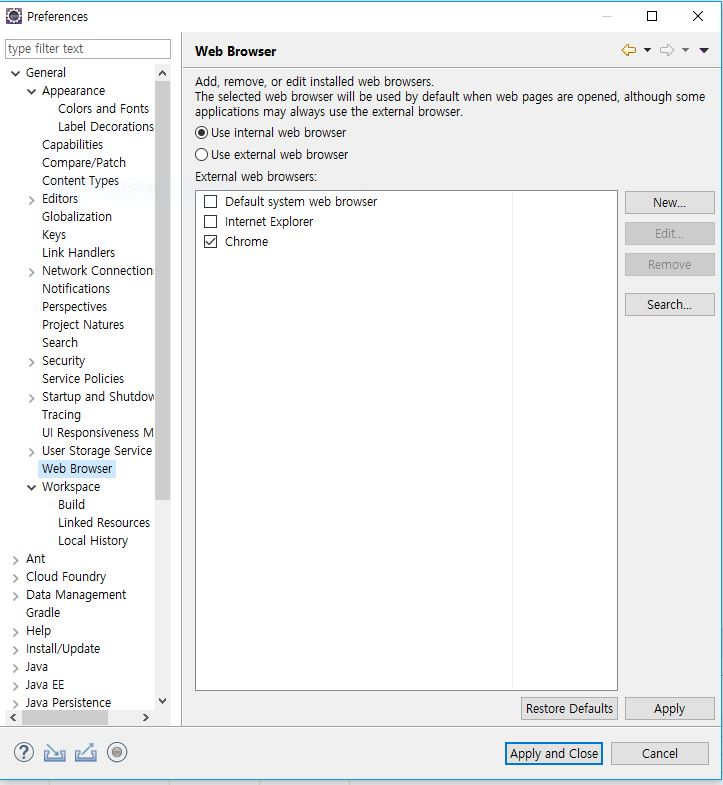 Preferences
type filter text
General
Appearance
Colors and Fonts
Label Decorations
Capabilities
Compare/Patch
Content Types
Editors
Globalization
Keys
Link Handlers
Network Connection
Notifications
Perspectives
Project Natures
Search
Security
Service Policies
Startup and Shutdow
Tracing
UI Responsiveness M
User Storage Service
Web Browser
Workspace
Build
Linked Resources
Local History
Ant
Cloud Foundry
Data Management
Gradle
Help
Install/Update
Java
Java EE
Java Persistence
Web Browser
Add, remove, or edit installed web browsers.
The selected web browser will be used by default when web pages are opened, although some
applications may always use the external browser.
Use internal web browser
Use external web browser
External web browsers:
Default system web browser
Internet Explorer
Chrome
New...
Edit...
Remove
Search...
Restore Defaults
Apply
Apply and Close
Cancel